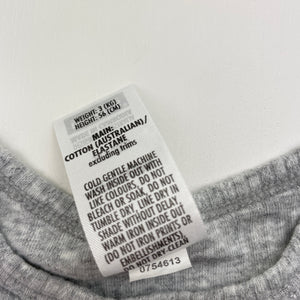 WEIGHT: 3 (KG)
HEIGHT: 56 (CM)
MAIN:
COTTON (AUSTRALIAN)/
ELASTANE
excluding trims
COLD GENTLE MACHINE
WASH INSIDE OUT WITH
LIKE COLOURS, DO NOT
BLEACH OR SOAK, DO NOT
TUMBLE DRY, LINE DRY IN
SHADE WITHOUT DELAY,
WARM IRON INSIDE OUT
(DO NOT IRON PRINTS OR
EMBELLISHMENTS)
DO NOT DRY CLEAN
0754613